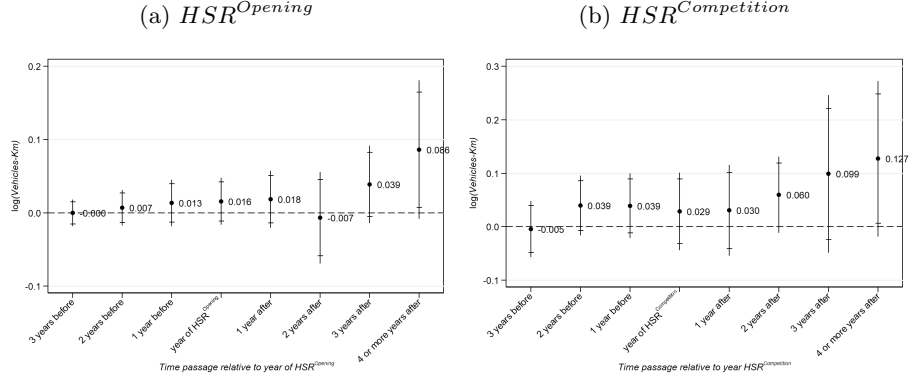 (a) HSR^Opening
0.2
0.1
0.0
-0.1
log(Vehicles-Km)
-0.000
0.007
0.013
0.016
0.018
-0.007
0.039
0.086
3 years before
2 years before
1 year before
year of HSR^Opening
1 year after
2 years after
3 years after
4 or more years after
Time passage relative to year of HSR^Opening
(b) HSR^Competition
0.3
0.2
0.1
0.0
-0.1
log(Vehicles-Km)
-0.005
0.039
0.039
0.029
0.030
0.060
0.099
0.127
3 years before
2 years before
1 year before
year of HSR^Competition
1 year after
2 years after
3 years after
4 or more years after
Time passage relative to year HSR^Competition